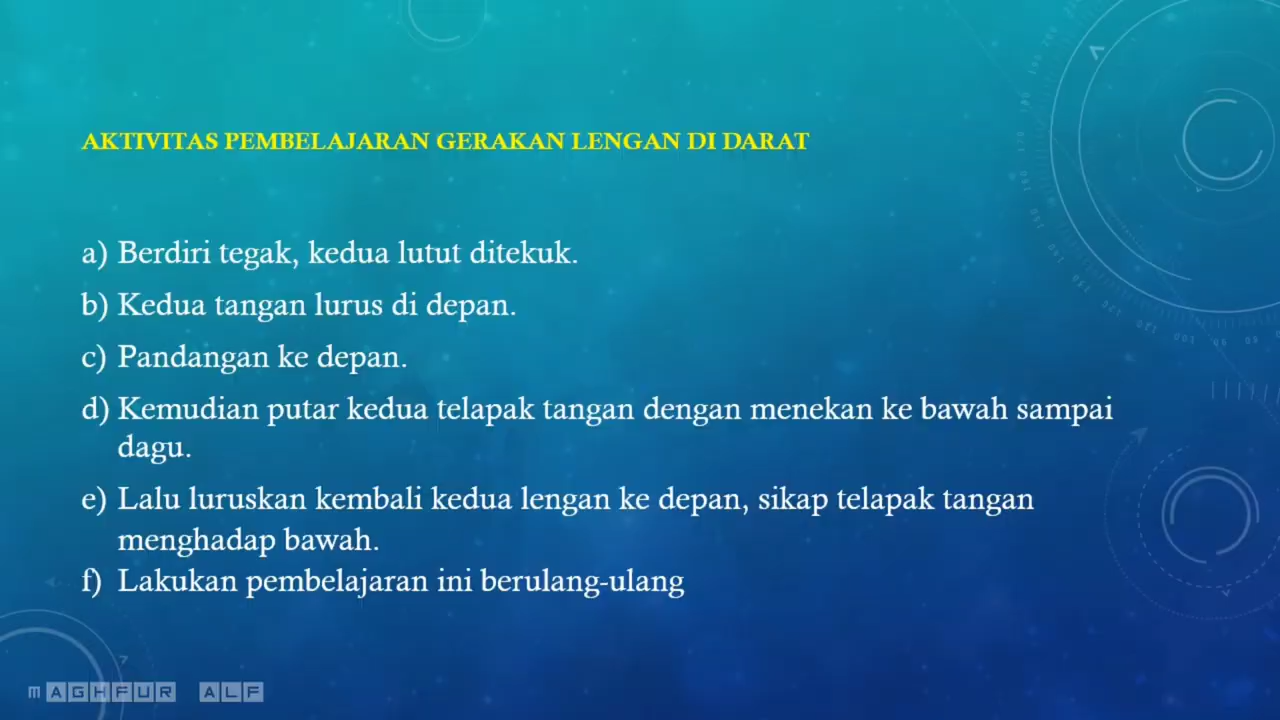 AKTIVITAS PEMBELAJARAN GERAKAN LENGAN DI DARAT
a) Berdiri tegak, kedua lutut ditekuk.
b) Kedua tangan lurus di depan.
c) Pandangan ke depan.
d) Kemudian putar kedua telapak tangan dengan menekan ke bawah sampai
dagu.
e) Lalu luruskan kembali kedua lengan ke depan, sikap telapak tangan
menghadap bawah.
f) Lakukan pembelajaran ini berulang-ulang
MAGHFUR ALF